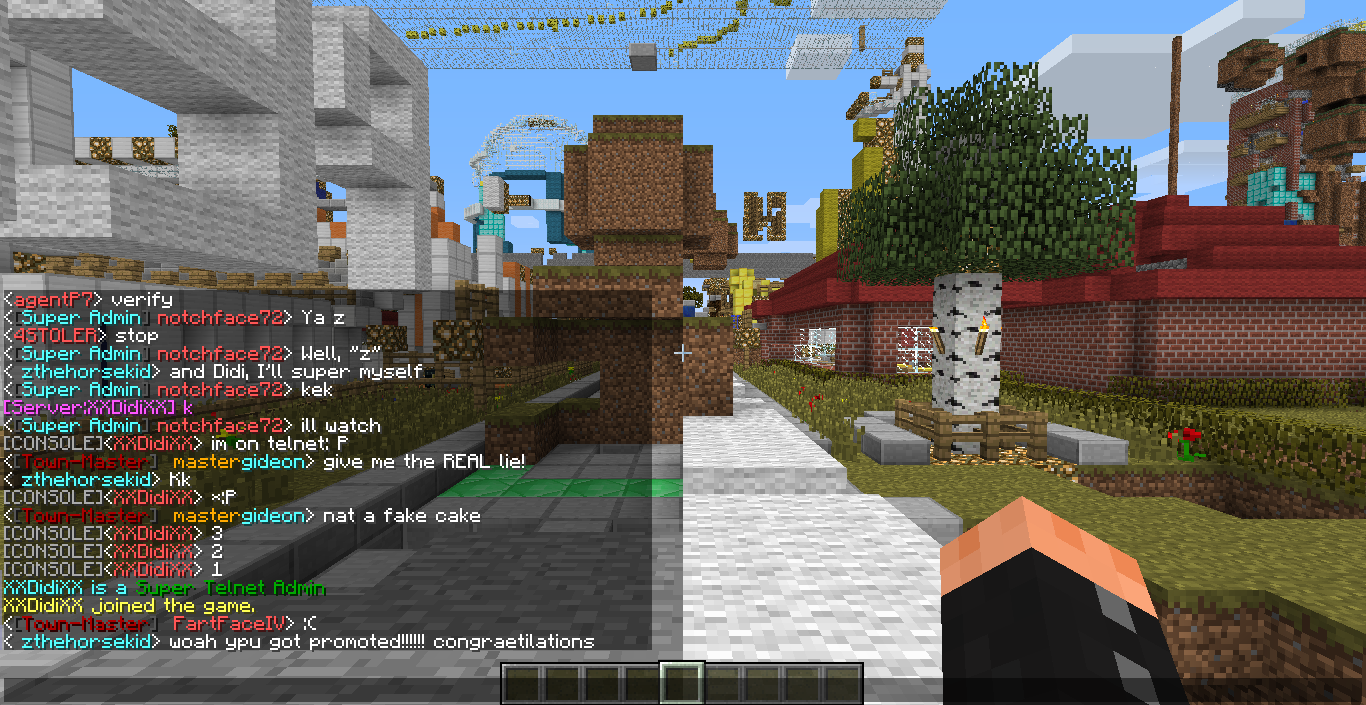 <agentP7> verify
<[Super Admin] notchface72> Ya z
<4STOLER> stop
<[Super Admin] notchface72> Well, "z"
< zthehorsekid> and Didi, I'll super myself
<[Super Admin] notchface72> kek
[Server:XXDidiXX] k
<[Super Admin] notchface72> ill watch
[CONSOLE]<XXDidiXX> im on telnet: P
<[Town-Master] mastergideon> give me the REAL lie!
< zthehorsekid> Kk
[CONSOLE]<XXDidiXX> x;P
<[Town-Master] mastergideon> nat a fake cake
[CONSOLE]<XXDidiXX> 3
[CONSOLE]<XXDidiXX> 2
[CONSOLE]<XXDidiXX> 1
XXDidiXX is a Super Telnet Admin
XXDidiXX joined the game.
<[Town-Master] FartFaceIV> :C
< zthehorsekid> woah ypu got promoted!!!!!! congraetilations